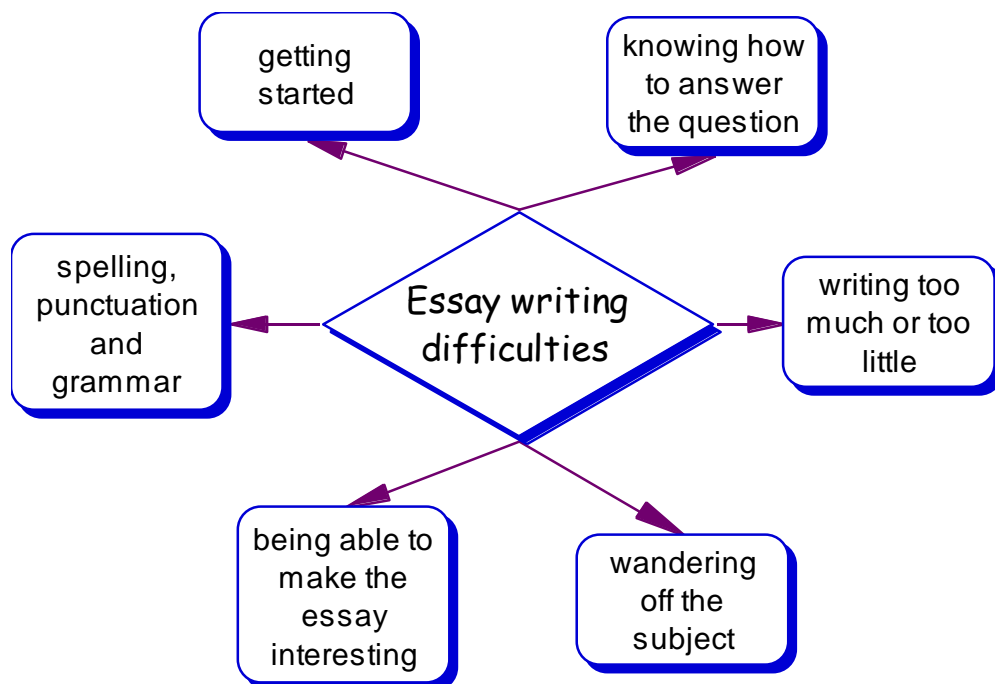 getting
started
knowing how
to answer
the question
spelling,
punctuation
and
grammar
Essay writing
difficulties
writing too
much or too
little
being able to
make the
essay
interesting
wandering
off the
subject